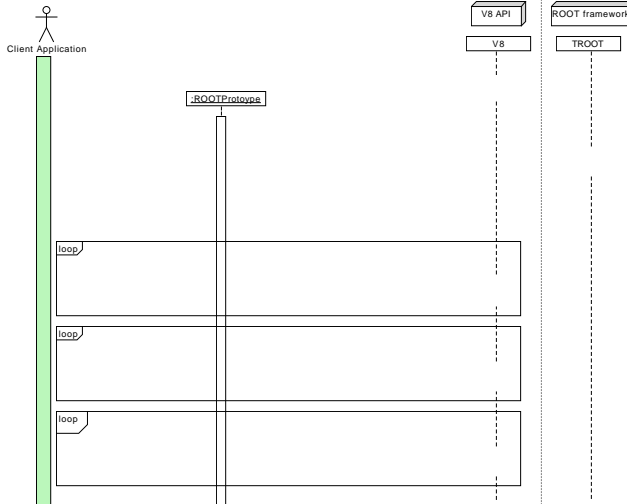 V8 API
ROOT framework
V8
TROOT
Client Application
:ROOTProtoype
loop
loop
loop